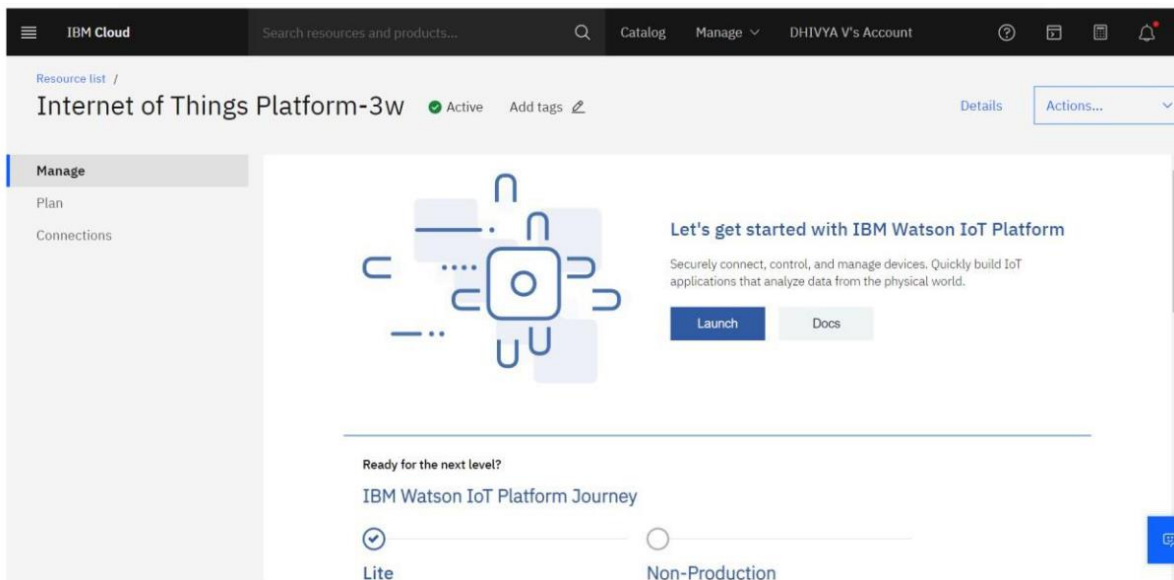 IBM Cloud
Search resources and products...
Catalog
Manage
DHIVYA V's Account
Resource list /
Internet of Things Platform-3w
Active
Add tags
Details
Actions...
Manage
Plan
Connections
Let's get started with IBM Watson IoT Platform
Securely connect, control, and manage devices. Quickly build IoT
applications that analyze data from the physical world.
Launch
Docs
Ready for the next level?
IBM Watson IoT Platform Journey
Lite
Non-Production